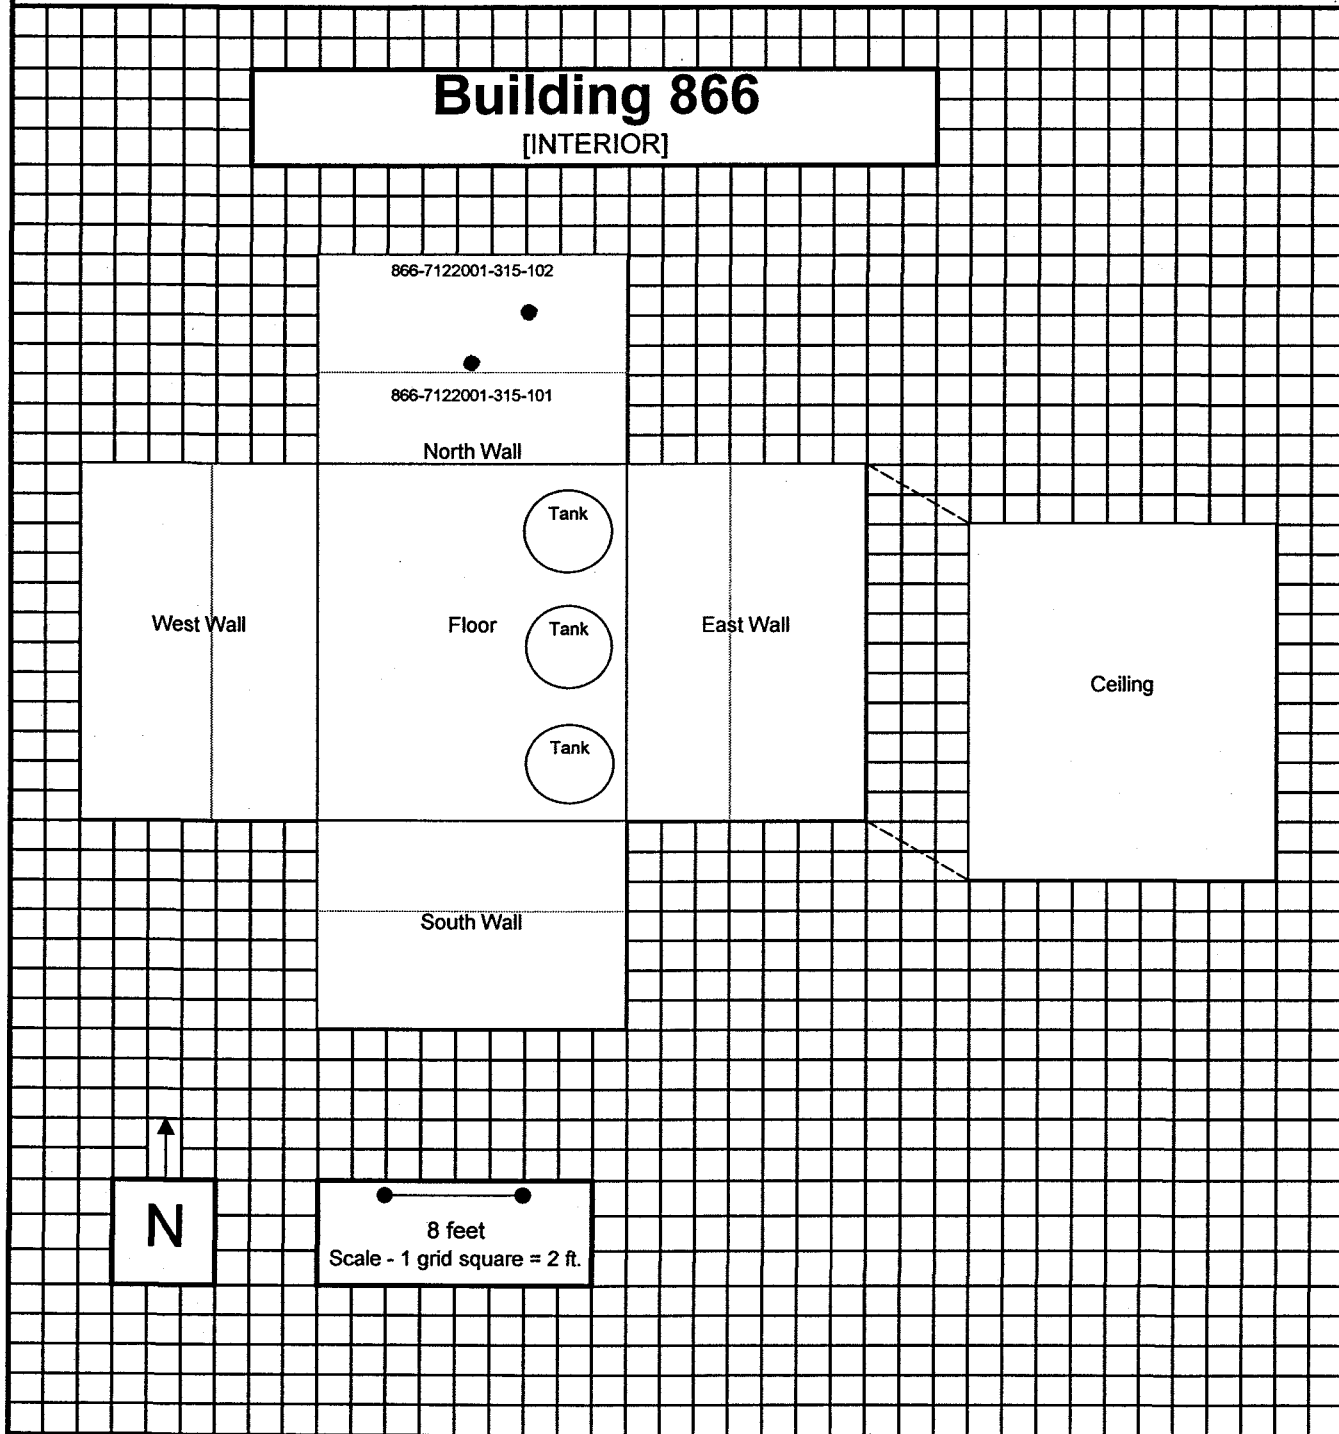 Building 866
[INTERIOR]
866-7122001-315-102
866-7122001-315-101
North Wall
Tank
West Wall
Floor
Tank
East Wall
Ceiling
Tank
South Wall
N
8 feet
Scale - 1 grid square = 2 ft.